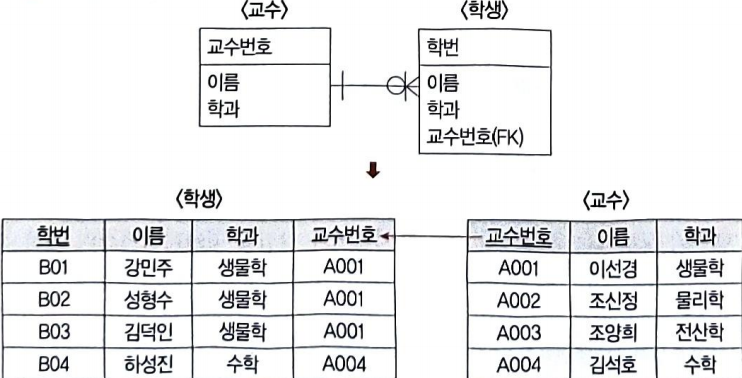 〈교수〉 〈학생〉
교수번호 학번
이름 이름
학과 학과
교수번호(FK)
〈학생〉 〈교수〉
학번 이름 학과 교수번호 교수번호 이름 학과
B01 강민주 생물학 A001 A001 이선경 생물학
B02 성형수 생물학 A001 A002 조신정 물리학
B03 김덕인 생물학 A001 A003 조양희 전산학
B04 하성진 수학 A004 A004 김석호 수학